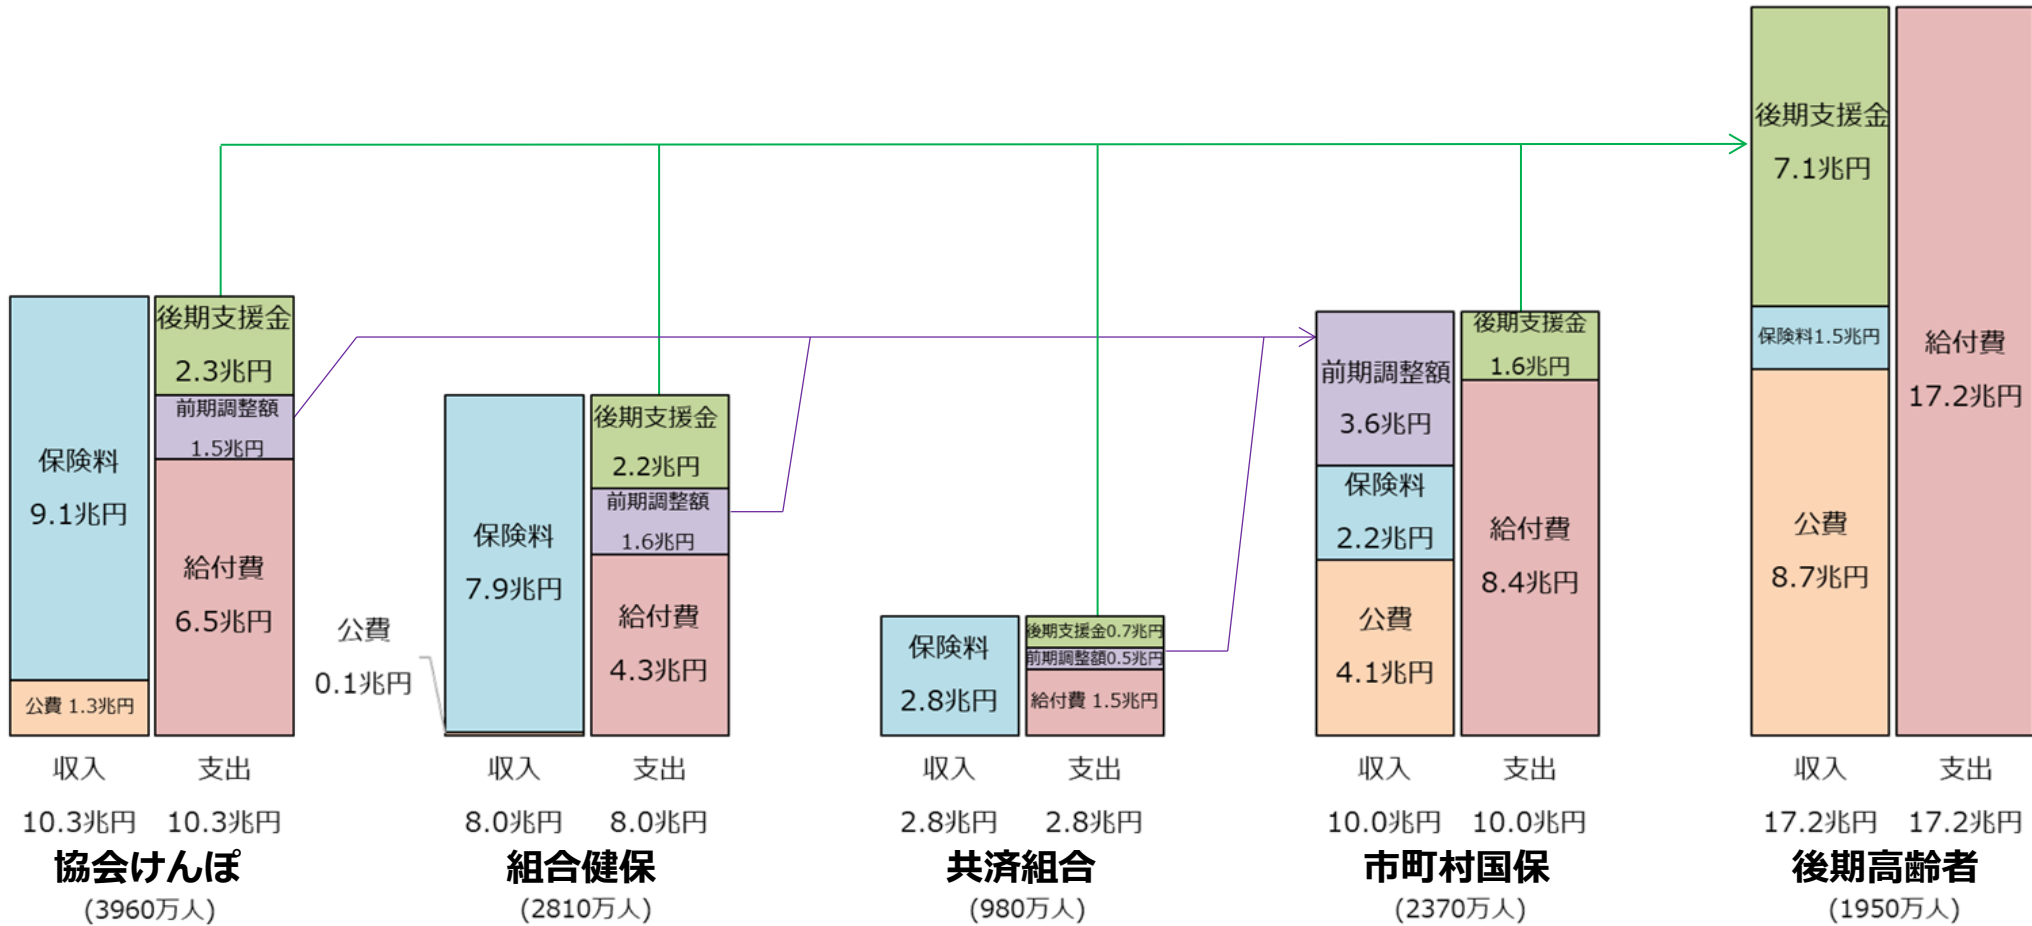 後期支援金
2.3兆円
前期調整額
1.5兆円
保険料
9.1兆円
給付費
6.5兆円
公費 1.3兆円
収入
支出
10.3兆円
10.3兆円
協会けんぽ
(3960万人)
後期支援金
2.2兆円
前期調整額
1.6兆円
保険料
7.9兆円
給付費
4.3兆円
公費
0.1兆円
収入
支出
8.0兆円
8.0兆円
組合健保
(2810万人)
後期支援金0.7兆円
前期調整額0.5兆円
保険料
2.8兆円
給付費 1.5兆円
収入
支出
2.8兆円
2.8兆円
共済組合
(980万人)
後期支援金
1.6兆円
前期調整額
3.6兆円
保険料
2.2兆円
給付費
8.4兆円
公費
4.1兆円
収入
支出
10.0兆円
10.0兆円
市町村国保
(2370万人)
後期支援金
7.1兆円
保険料1.5兆円
給付費
17.2兆円
公費
8.7兆円
収入
支出
17.2兆円
17.2兆円
後期高齢者
(1950万人)